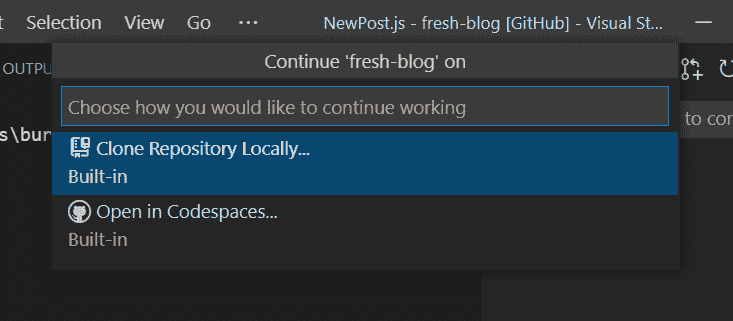 Selection View Go ··· NewPost.js - fresh-blog [GitHub] - Visual St...
Continue 'fresh-blog' on
Choose how you would like to continue working
Clone Repository Locally...
Built-in
Open in Codespaces...
Built-in
OUTPU
s\bur
to cor